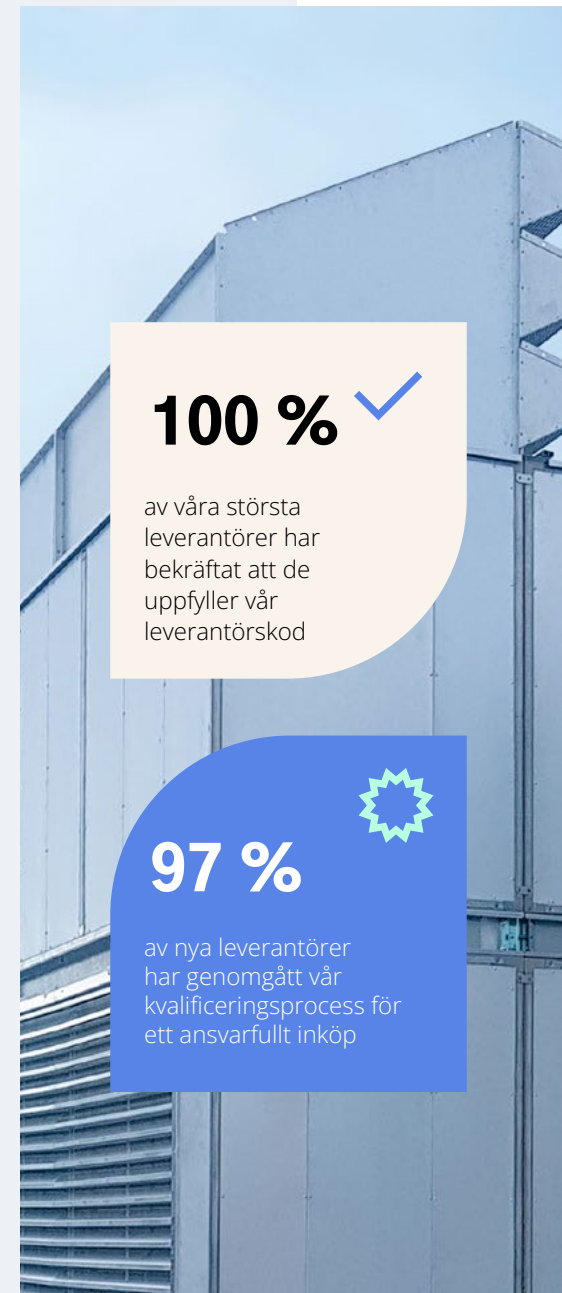 100 %
av våra största
leverantörer har
bekräftat att de
uppfyller vår
leverantörskod
97 %
av nya leverantörer
har genomgått vår
kvalificeringsprocess för
ett ansvarfullt inköp